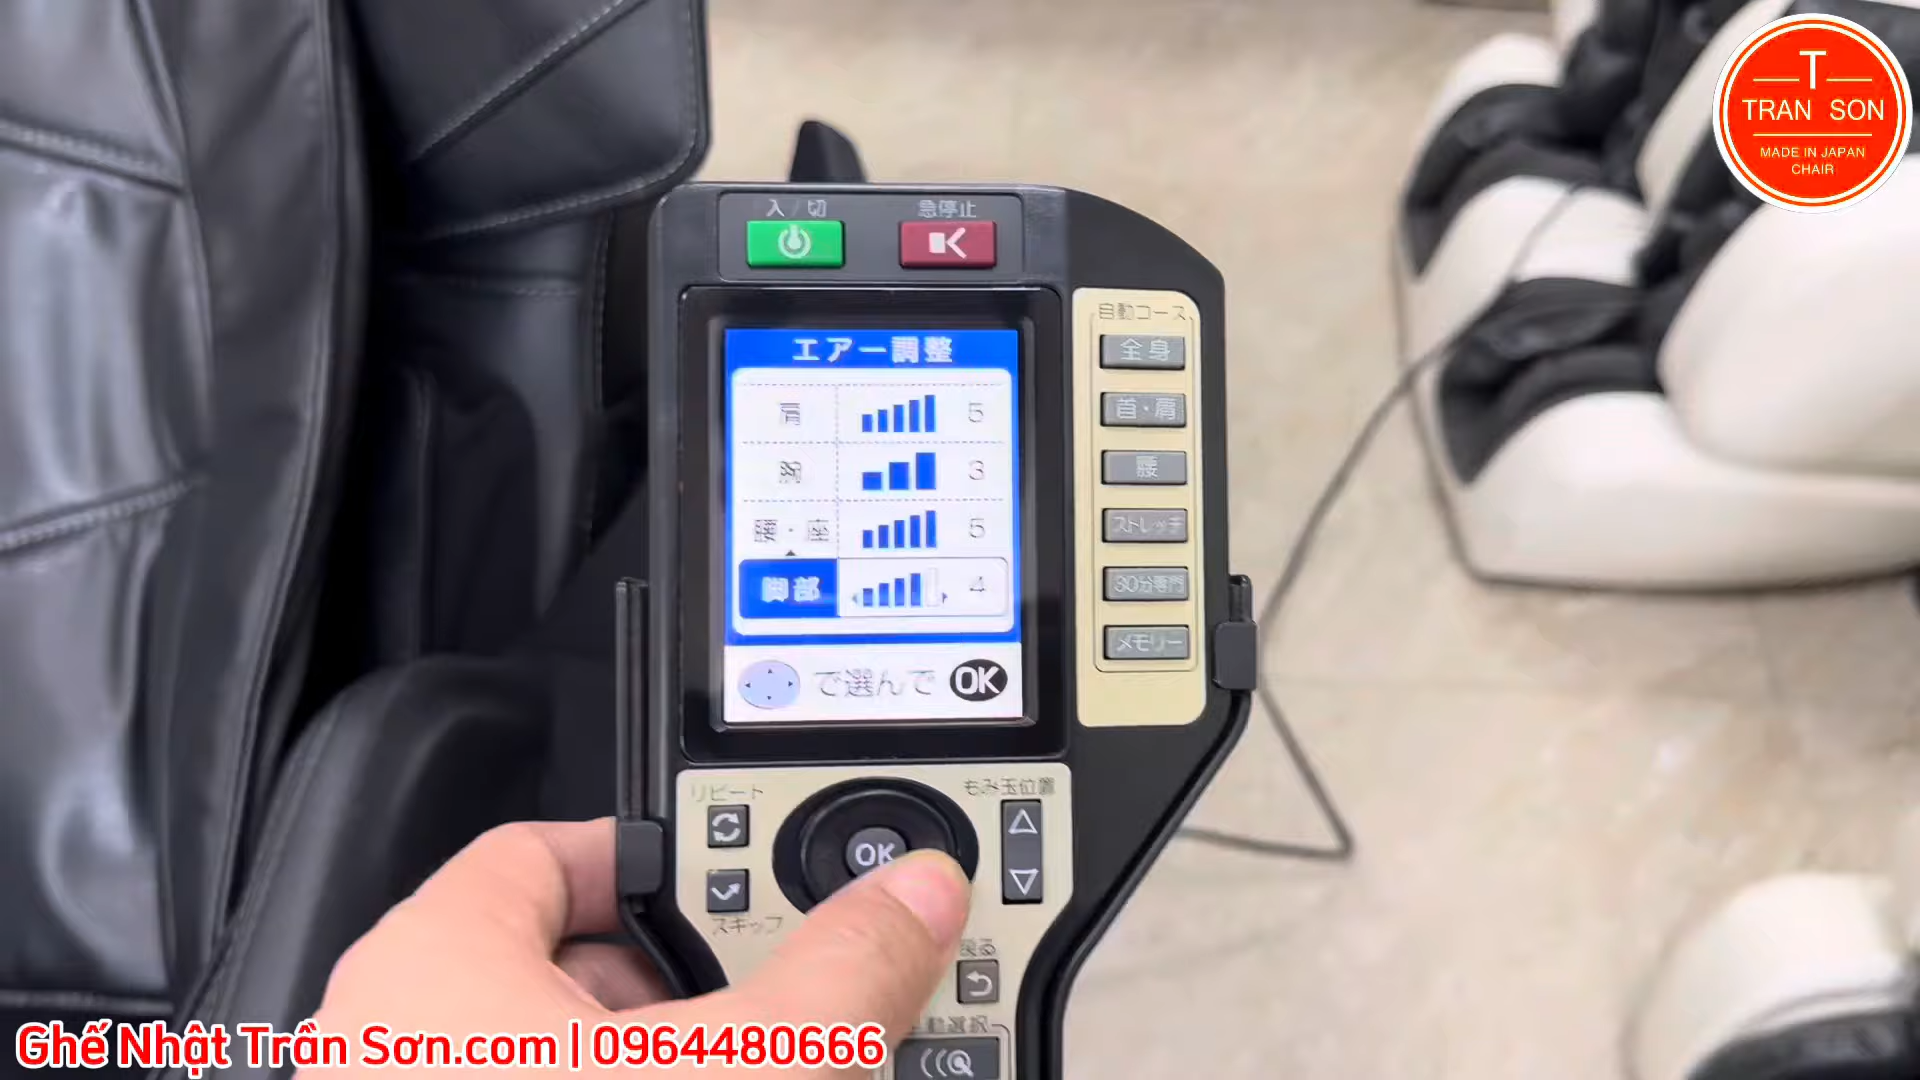 T
TRAN SON
MADE IN JAPAN
CHAIR
入/切
急停止
エアー調整
肩 5
腕 3
腰・座 5
脚部 4
で選んで OK
自動コース
全身
首・肩
腰
ストレッチ
30分専門
メモリー
リピート
もみ玉位置
OK
スキップ
戻る
動選択
Ghế Nhật Trần Sơn.com | 0964480666